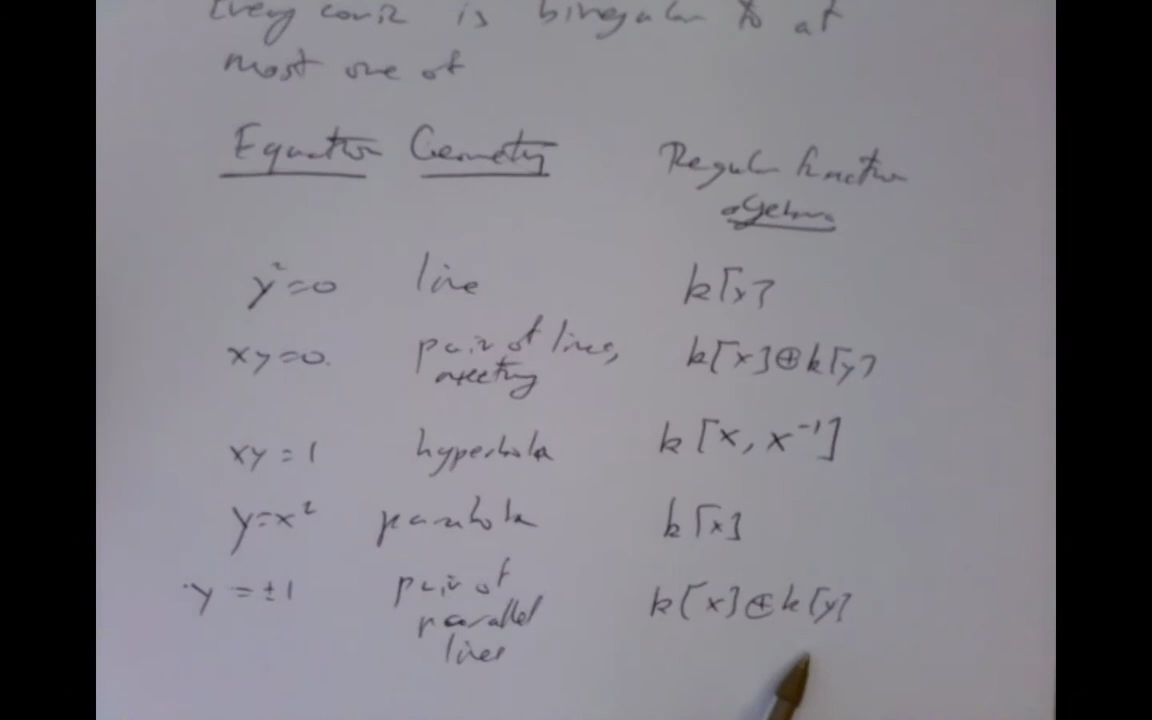 Every conic is biregular to at
most one of
Equation Geometry Regular function
algebra
y²=0 line k[x]
xy=0. pair of lines, meeting k[x]⊕k[y]
xy=1 hyperbola k[x, x⁻¹]
y=x² parabola k[x]
y=±1 pair of parallel lines k[x]⊕k[y]